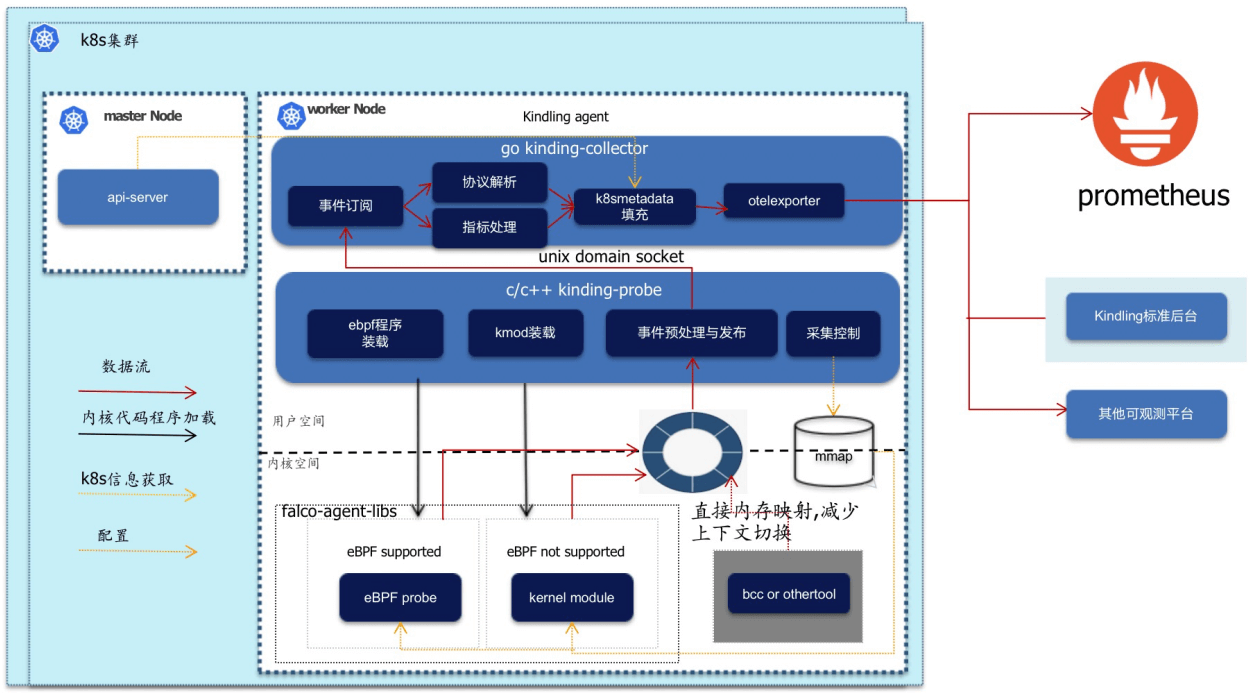 k8s集群
master Node
api-server
worker Node
Kindling agent
go kinding-collector
事件订阅
协议解析
指标处理
k8smetadata
填充
otelexporter
unix domain socket
c/c++ kinding-probe
ebpf程序
装载
kmod装载
事件预处理与发布
采集控制
数据流
内核代码程序加载
k8s信息获取
配置
用户空间
内核空间
mmap
直接内存映射,减少
上下文切换
falco-agent-libs
eBPF supported
eBPF probe
eBPF not supported
kernel module
bcc or othertool
prometheus
Kindling标准后台
其他可观测平台